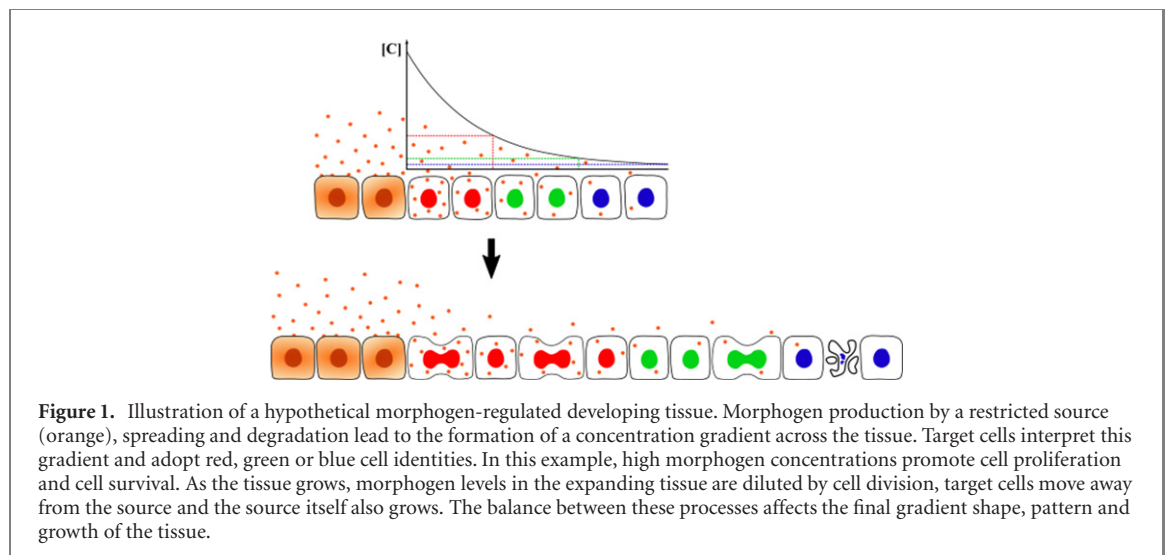 [C]
Figure 1. Illustration of a hypothetical morphogen-regulated developing tissue. Morphogen production by a restricted source
(orange), spreading and degradation lead to the formation of a concentration gradient across the tissue. Target cells interpret this
gradient and adopt red, green or blue cell identities. In this example, high morphogen concentrations promote cell proliferation
and cell survival. As the tissue grows, morphogen levels in the expanding tissue are diluted by cell division, target cells move away
from the source and the source itself also grows. The balance between these processes affects the final gradient shape, pattern and
growth of the tissue.